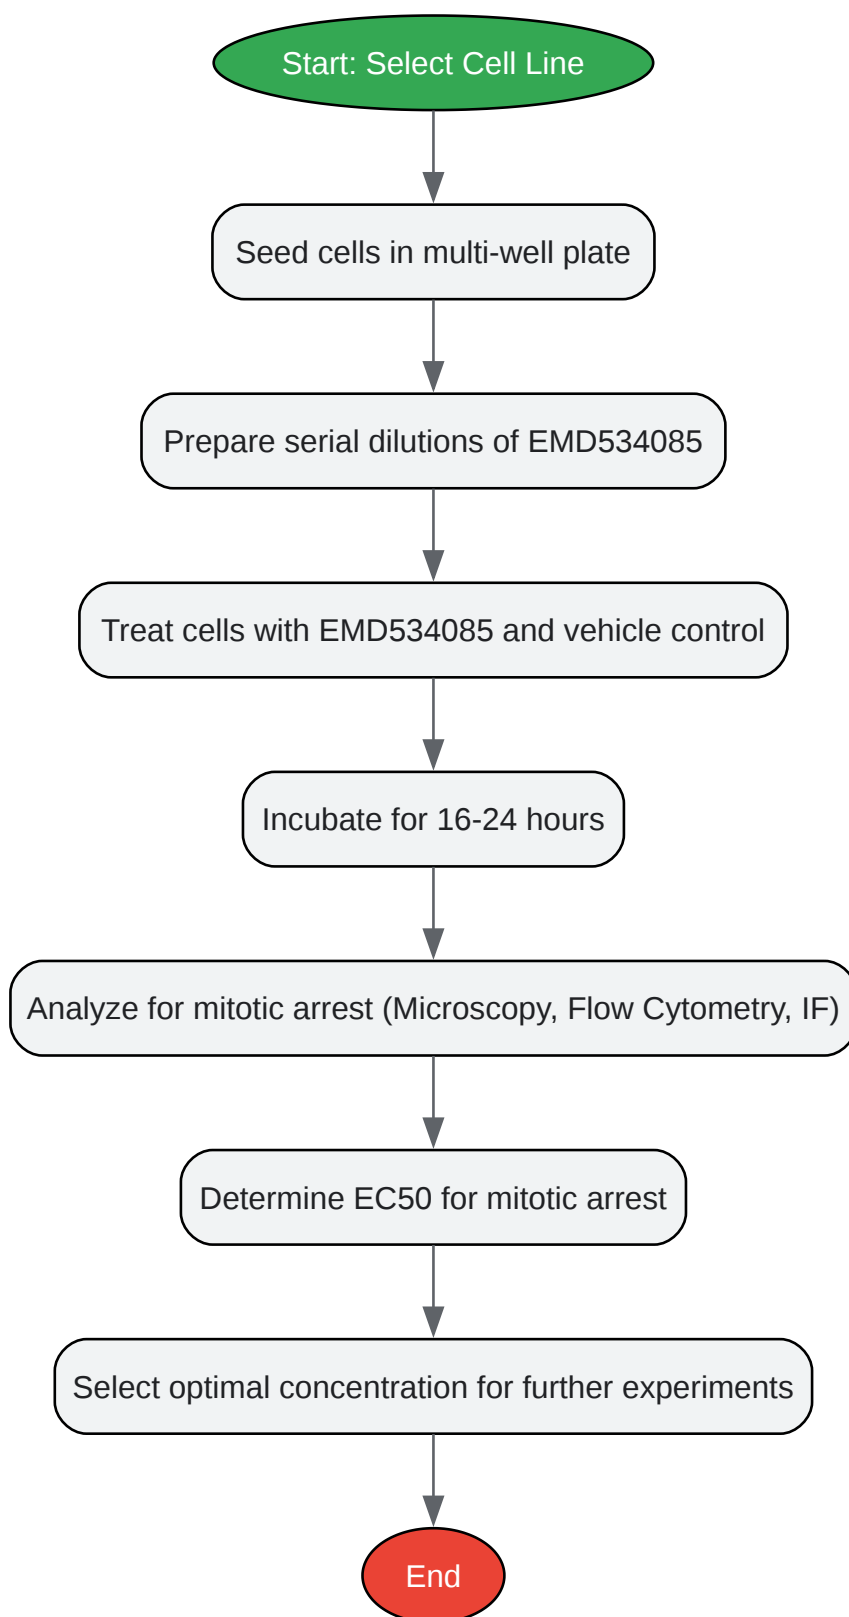 Start: Select Cell Line
Seed cells in multi-well plate
Prepare serial dilutions of EMD534085
Treat cells with EMD534085 and vehicle control
Incubate for 16-24 hours
Analyze for mitotic arrest (Microscopy, Flow Cytometry, IF)
Determine EC50 for mitotic arrest
Select optimal concentration for further experiments
End